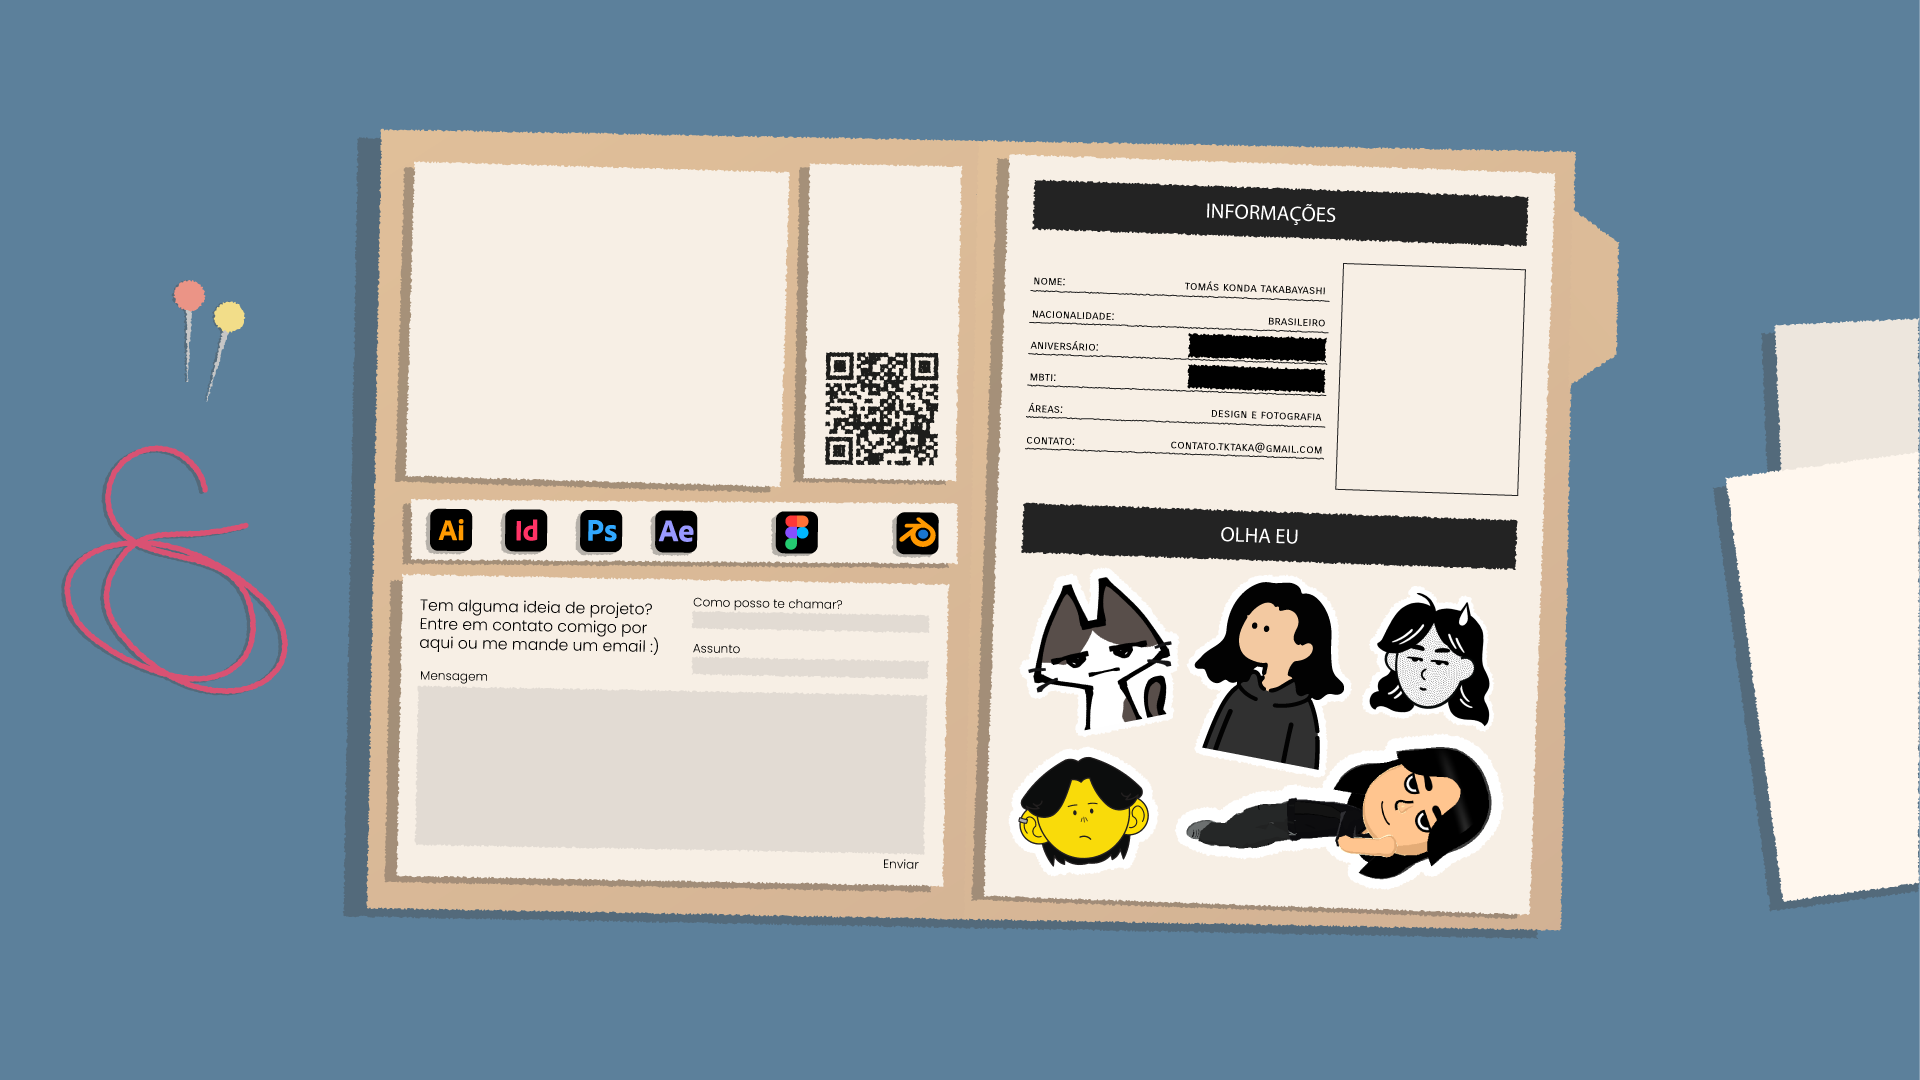 Ai
Id
Ps
Ae
Tem alguma ideia de projeto?
Entre em contato comigo por
aqui ou me mande um email :)
Como posso te chamar?
Assunto
Mensagem
Enviar
INFORMAÇÕES
NOME: TOMÁS KONDA TAKABAYASHI
NACIONALIDADE: BRASILEIRO
ANIVERSÁRIO:
MBTI:
ÁREAS: DESIGN E FOTOGRAFIA
CONTATO: CONTATO.TKTAKA@GMAIL.COM
OLHA EU